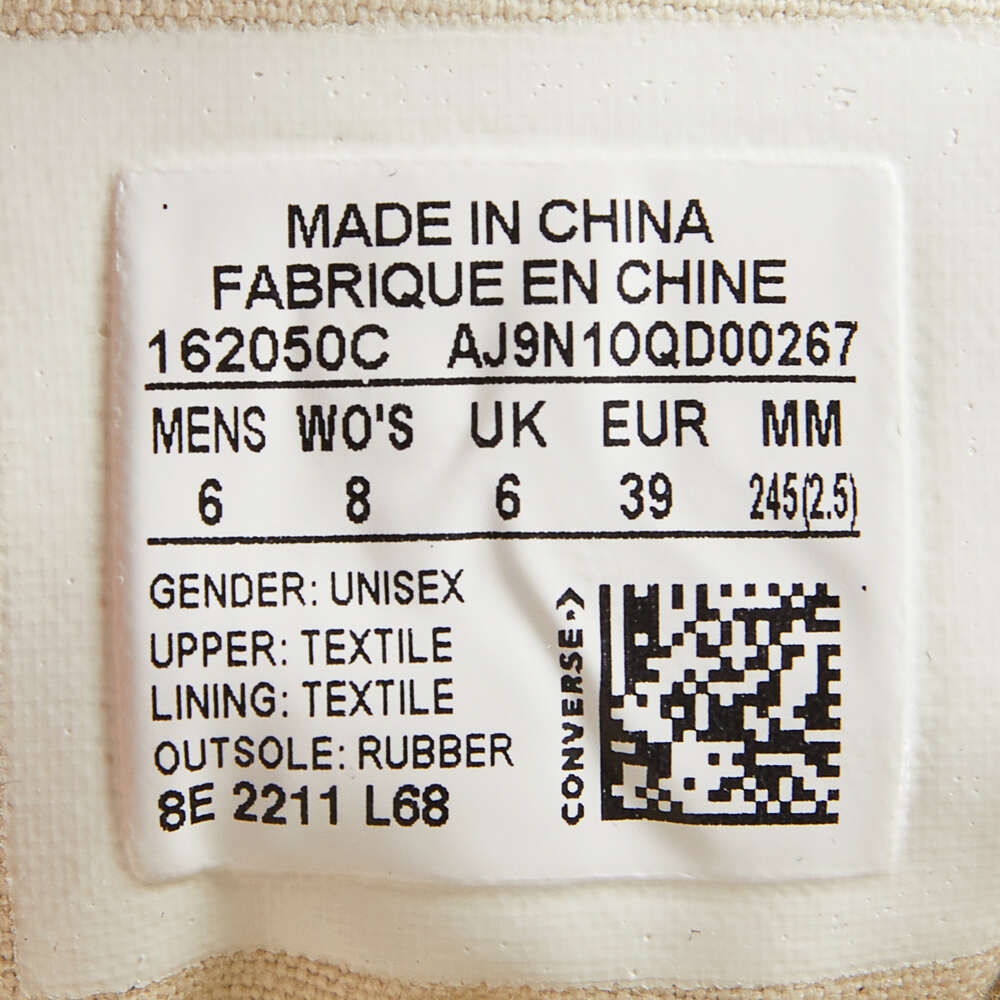 MADE IN CHINA
FABRIQUE EN CHINE
162050C AJ9N10QD00267
MENS WO'S UK EUR MM
6 8 6 39 245(2.5)
GENDER: UNISEX
UPPER: TEXTILE
LINING: TEXTILE
OUTSOLE: RUBBER
8E 2211 L68
CONVERSE